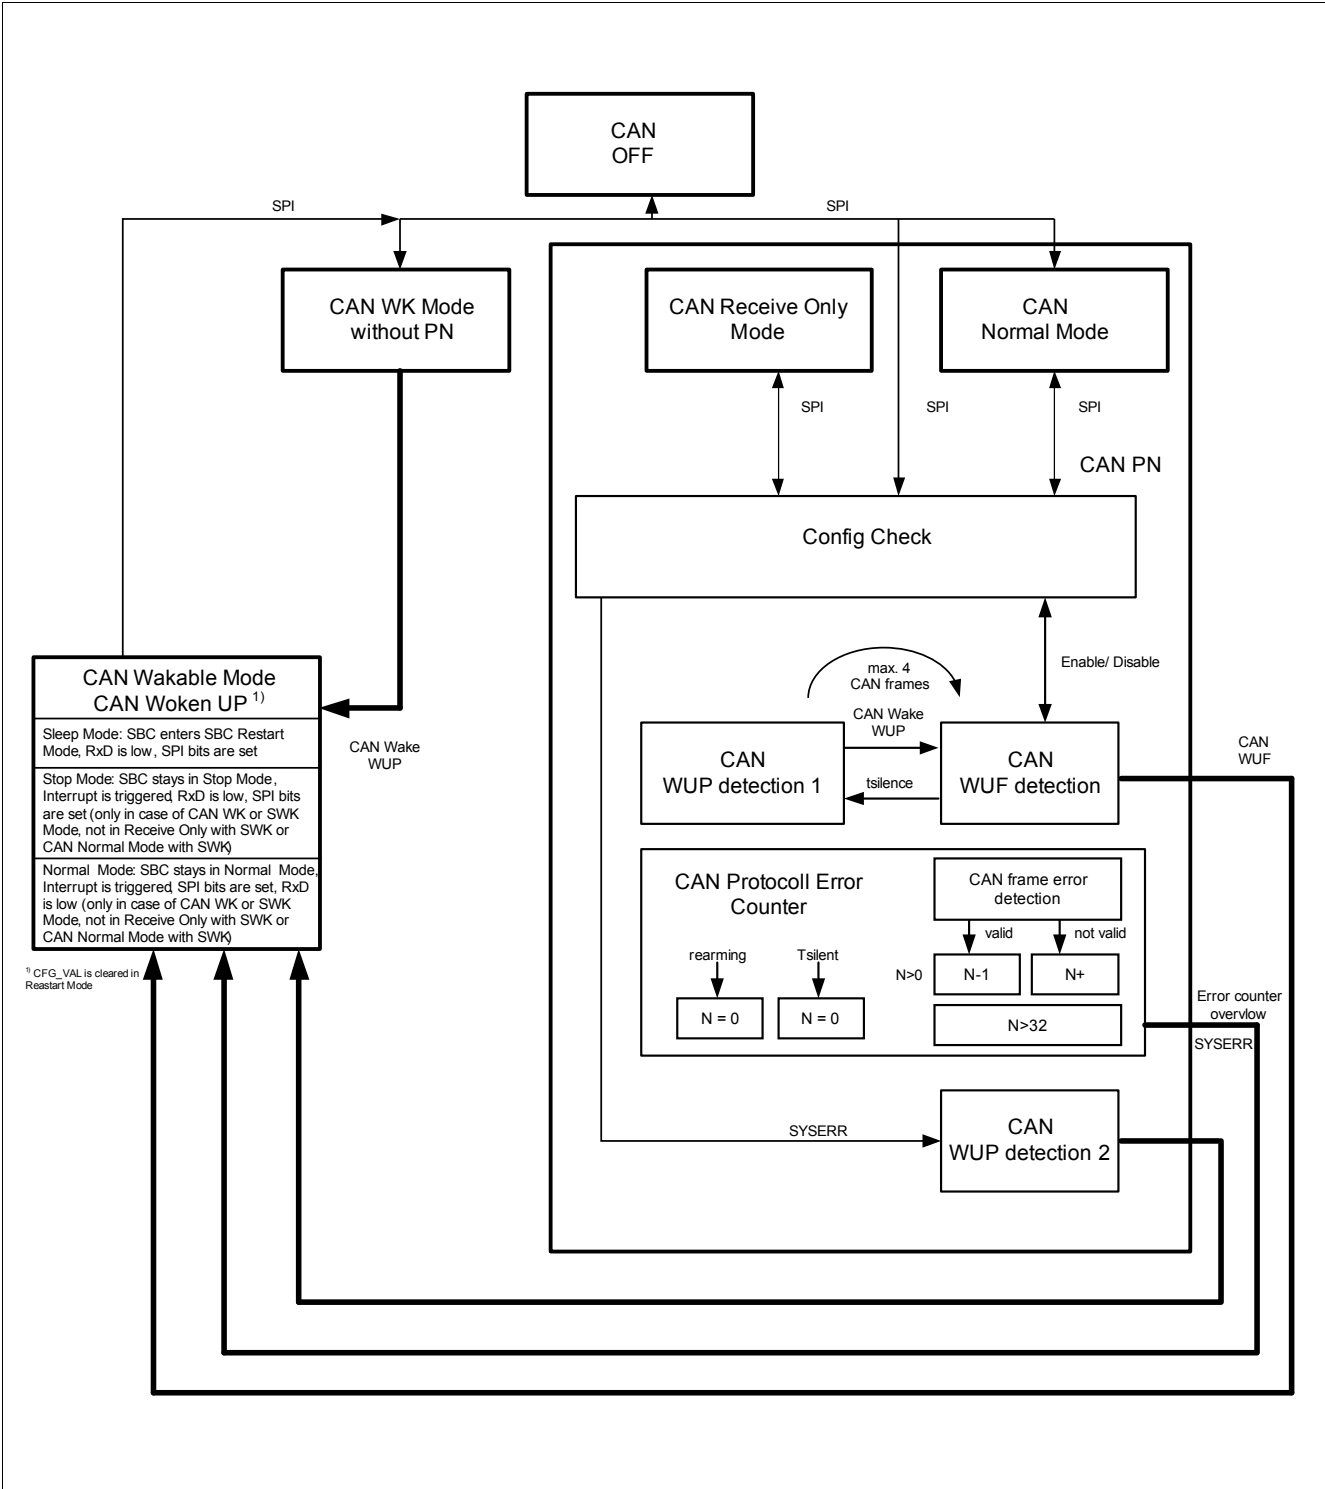 CAN
OFF
SPI
SPI
CAN WK Mode
without PN
CAN Receive Only
Mode
CAN
Normal Mode
SPI
SPI
SPI
CAN PN
Config Check
Enable/ Disable
max. 4
CAN frames
CAN Wake
WUP
CAN
WUP detection 1
tsilence
CAN
WUF detection
CAN
WUF
CAN Wakable Mode
CAN Woken UP 1)
Sleep Mode: SBC enters SBC Restart
Mode, RxD is low, SPI bits are set
Stop Mode: SBC stays in Stop Mode,
Interrupt is triggered, RxD is low, SPI bits
are set (only in case of CAN WK or SWK
Mode, not in Receive Only with SWK or
CAN Normal Mode with SWK)
Normal Mode: SBC stays in Normal Mode,
Interrupt is triggered, SPI bits are set, RxD
is low (only in case of CAN WK or SWK
Mode, not in Receive Only with SWK or
CAN Normal Mode with SWK)
1) CFG_VAL is cleared in
Reastart Mode
CAN Wake
WUP
CAN Protocoll Error
Counter
rearming
N = 0
Tsilent
N = 0
CAN frame error
detection
valid
not valid
N>0
N-1
N+
N>32
Error counter
overvlow
SYSERR
SYSERR
CAN
WUP detection 2